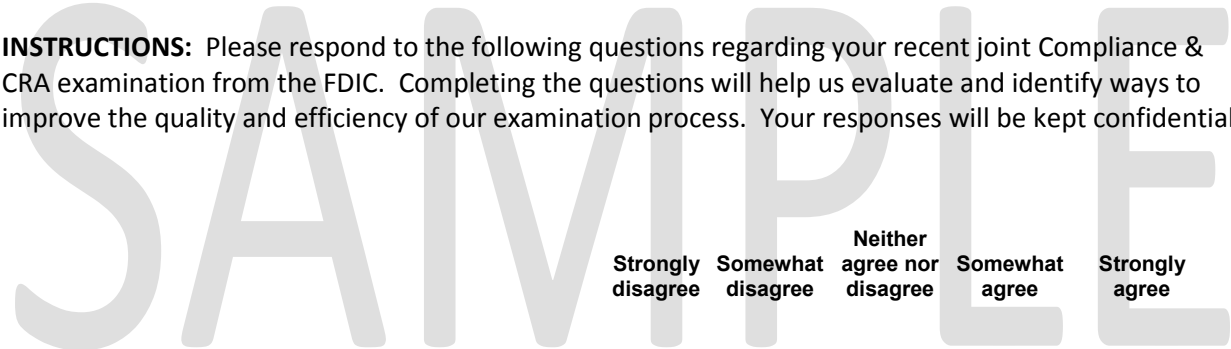 SAMPLE
INSTRUCTIONS: Please respond to the following questions regarding your recent joint Compliance &
CRA examination from the FDIC. Completing the questions will help us evaluate and identify ways to
improve the quality and efficiency of our examination process. Your responses will be kept confidential
Neither
Strongly Somewhat agree nor Somewhat Strongly
disagree disagree disagree agree agree